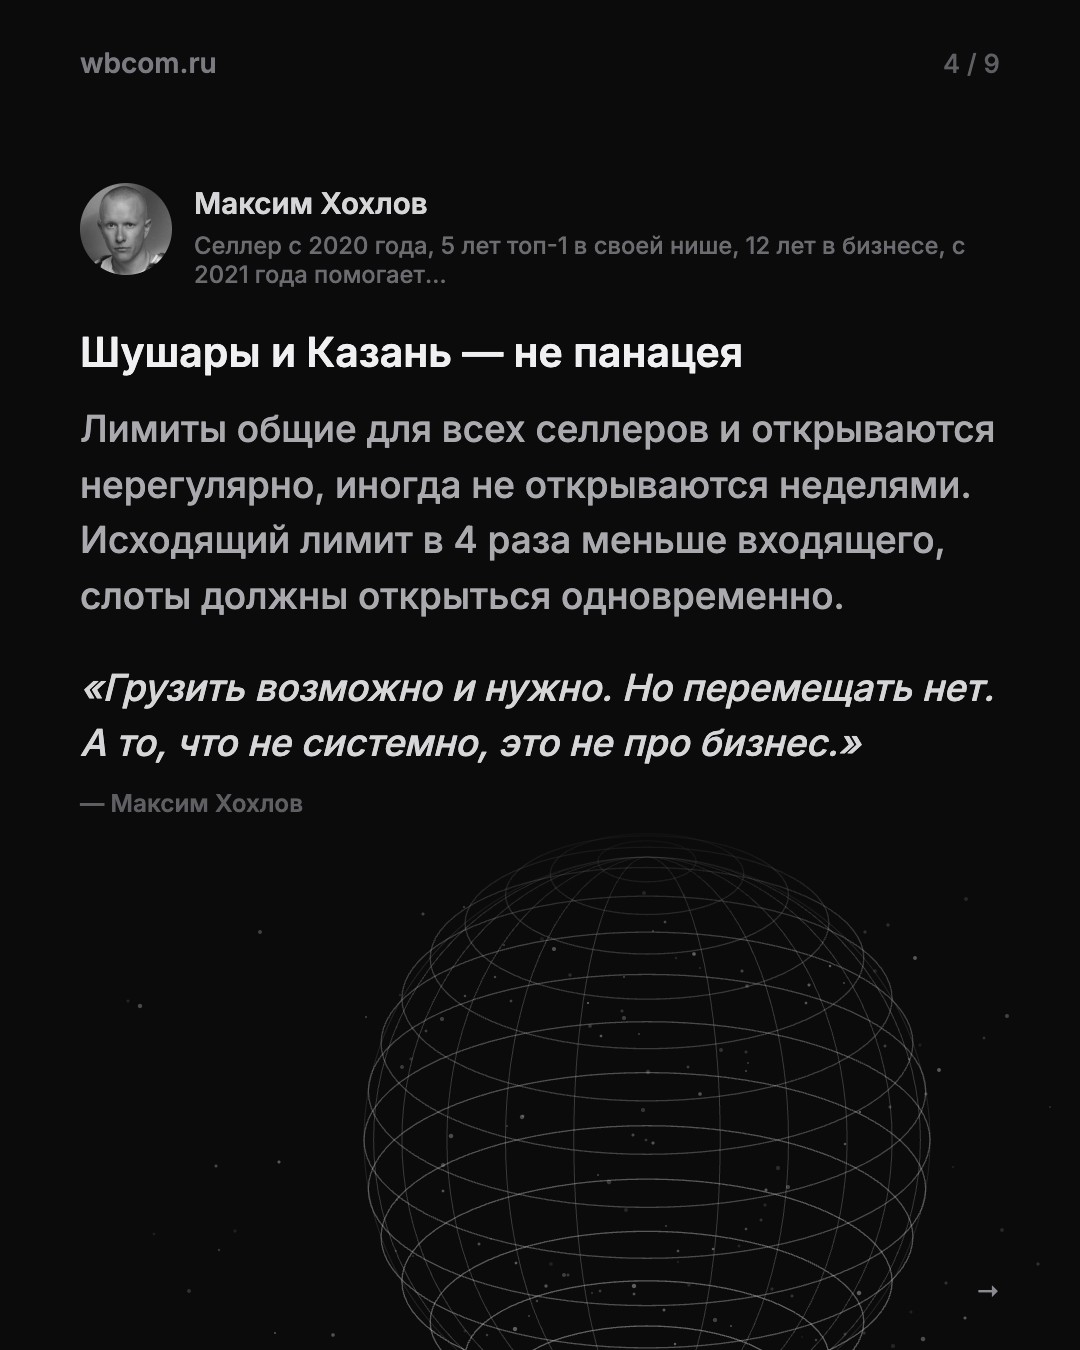 wbcom.ru
4 / 9
Максим Хохлов
Селлер с 2020 года, 5 лет топ-1 в своей нише, 12 лет в бизнесе, с
2021 года помогает...
Шушары и Казань — не панацея
Лимиты общие для всех селлеров и открываются
нерегулярно, иногда не открываются неделями.
Исходящий лимит в 4 раза меньше входящего,
слоты должны открыться одновременно.
«Грузить возможно и нужно. Но перемещать нет.
А то, что не системно, это не про бизнес.»
— Максим Хохлов
→